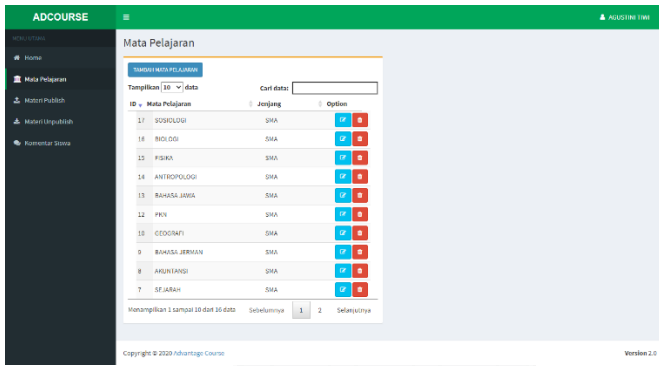 ADCOURSE
AGUSTINI TIWI
MENU UTAMA
Home
Mata Pelajaran
Materi Publish
Materi Unpublish
Komentar Siswa
Mata Pelajaran
TAMBAH MATA PELAJARAN
Tampilkan 10 data Cari data:
ID Mata Pelajaran Jenjang Option
17 SOSIOLOGI SMA
16 BIOLOGI SMA
15 FISIKA SMA
14 ANTROPOLOGI SMA
13 BAHASA JAWA SMA
12 PKN SMA
10 GEOGRAFI SMA
9 BAHASA JERMAN SMA
8 AKUNTANSI SMA
7 SEJARAH SMA
Menampilkan 1 sampai 10 dari 16 data Sebelumnya 1 2 Selanjutnya
Copyright © 2020 Advantage Course Version 2.0